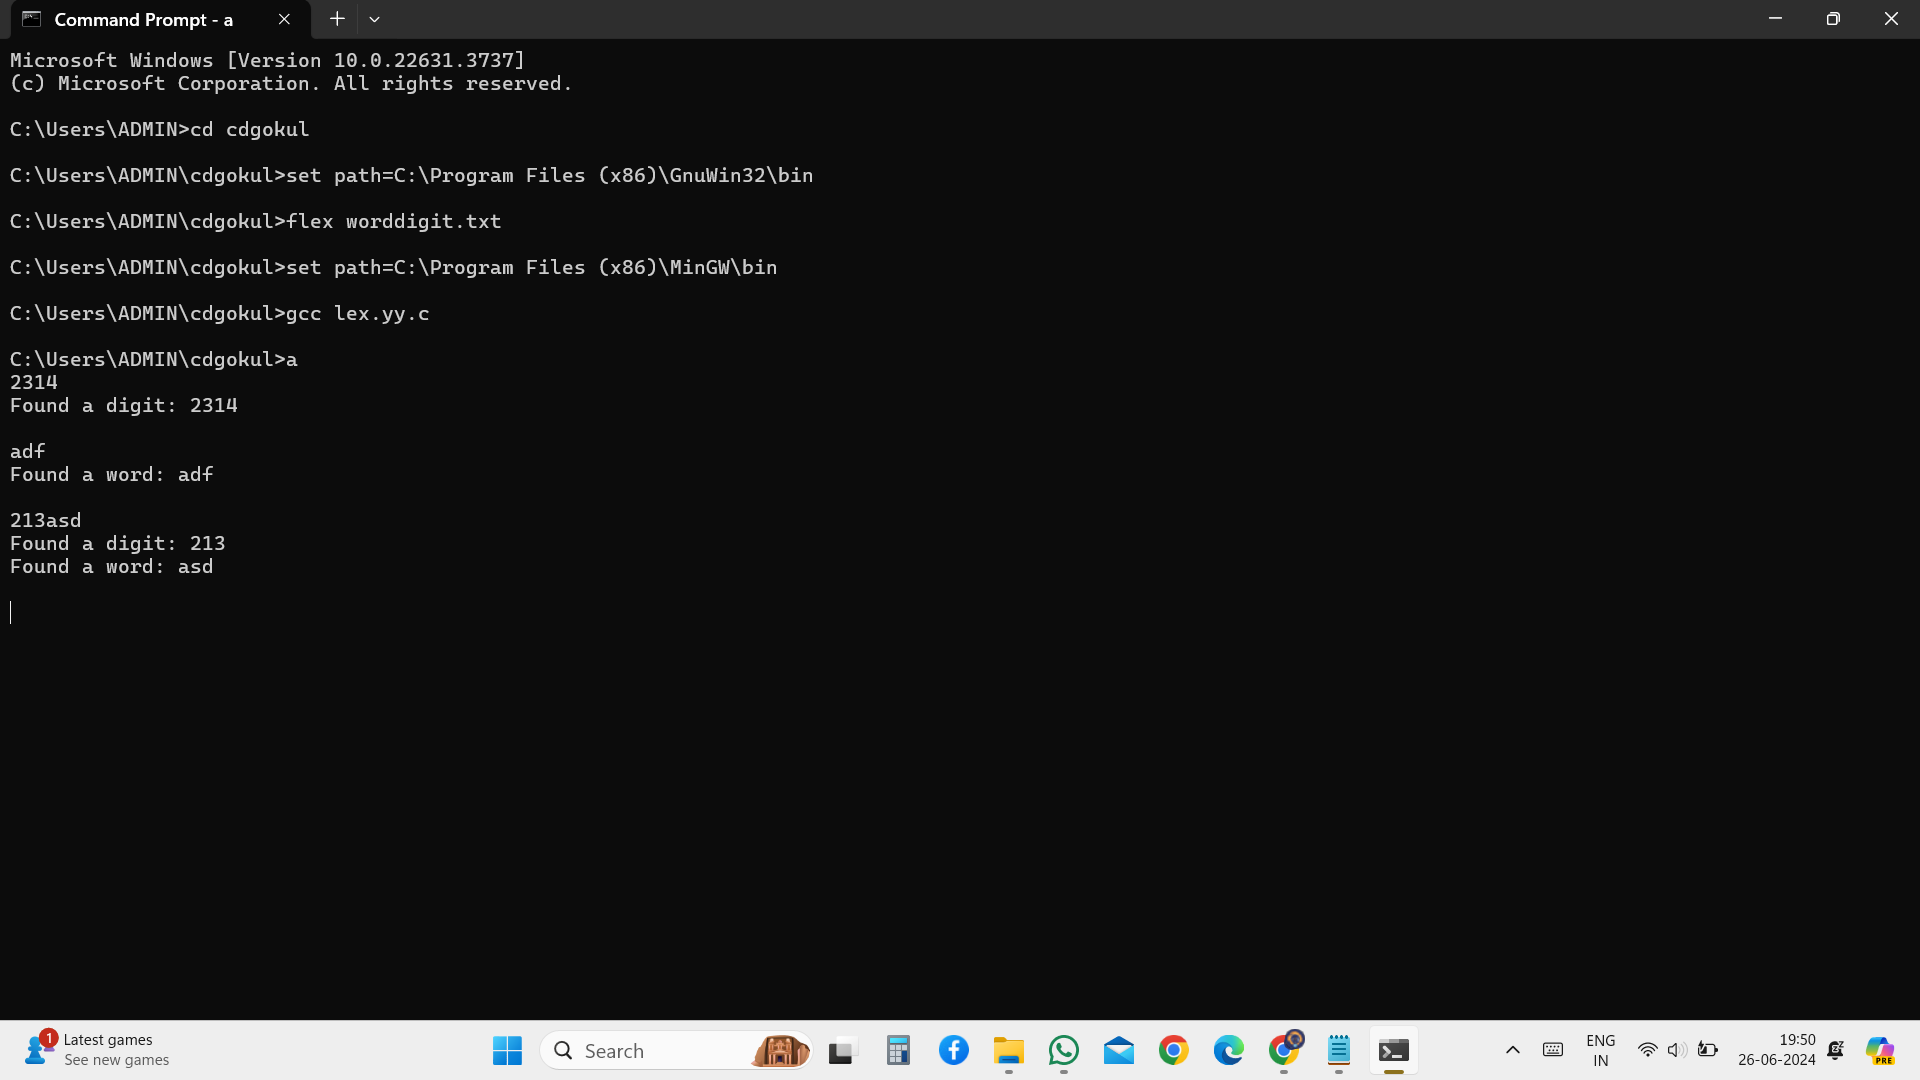 Command Prompt - a
Microsoft Windows [Version 10.0.22631.3737]
(c) Microsoft Corporation. All rights reserved.
C:\Users\ADMIN>cd cdgokul
C:\Users\ADMIN\cdgokul>set path=C:\Program Files (x86)\GnuWin32\bin
C:\Users\ADMIN\cdgokul>flex worddigit.txt
C:\Users\ADMIN\cdgokul>set path=C:\Program Files (x86)\MinGW\bin
C:\Users\ADMIN\cdgokul>gcc lex.yy.c
C:\Users\ADMIN\cdgokul>a
2314
Found a digit: 2314
adf
Found a word: adf
213asd
Found a digit: 213
Found a word: asd
1
Latest games
See new games
Search
ENG
IN
19:50
26-06-2024
PRE